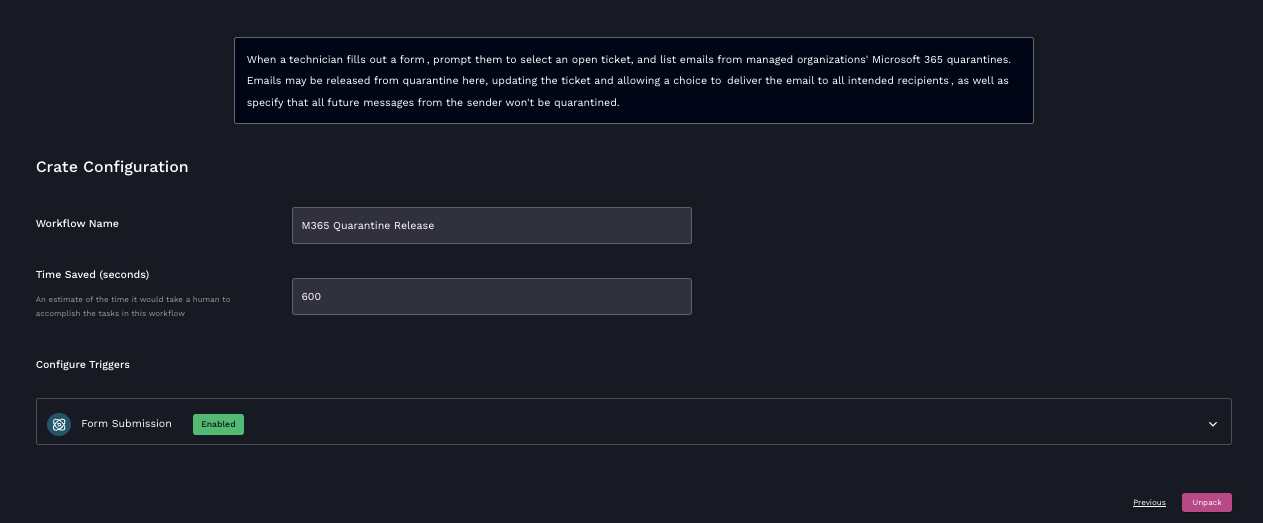 When a technician fills out a form, prompt them to select an open ticket, and list emails from managed organizations' Microsoft 365 quarantines.
Emails may be released from quarantine here, updating the ticket and allowing a choice to deliver the email to all intended recipients, as well as
specify that all future messages from the sender won't be quarantined.
Crate Configuration
Workflow Name
M365 Quarantine Release
Time Saved (seconds)
An estimate of the time it would take a human to
accomplish the tasks in this workflow
600
Configure Triggers
Form Submission Enabled
Previous Unpack